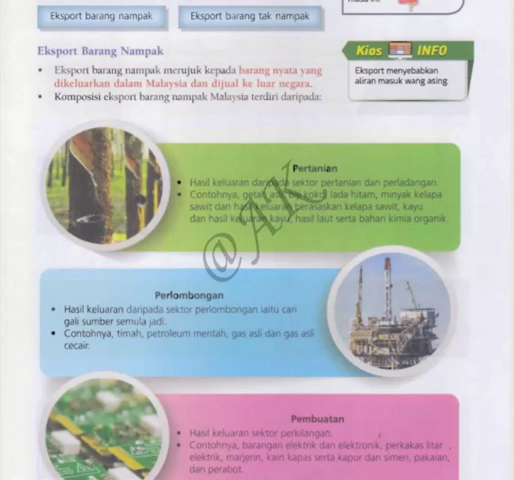 masa ini.
Eksport barang nampak
Eksport barang tak nampak
Eksport Barang Nampak
Kios INFO
Eksport menyebabkan
aliran masuk wang asing.
• Eksport barang nampak merujuk kepada barang nyata yang
dikeluarkan dalam Malaysia dan dijual ke luar negara.
• Komposisi eksport barang nampak Malaysia terdiri daripada:
Pertanian
• Hasil keluaran daripada sektor pertanian dan perladangan.
• Contohnya, getah asli, biji koko, lada hitam, minyak kelapa
sawit dan hasil keluaran berasaskan kelapa sawit, kayu
dan hasil keluaran kayu, hasil laut serta bahan kimia organik.
@AK
Perlombongan
• Hasil keluaran daripada sektor perlombongan iaitu cari
gali sumber semula jadi.
• Contohnya, timah, petroleum mentah, gas asli dan gas asli
cecair.
Pembuatan
• Hasil keluaran sektor perkilangan.
• Contohnya, barangan elektrik dan elektronik, perkakas litar
elektrik, marjerin, kain kapas serta kapur dan simen, pakaian,
dan perabot.